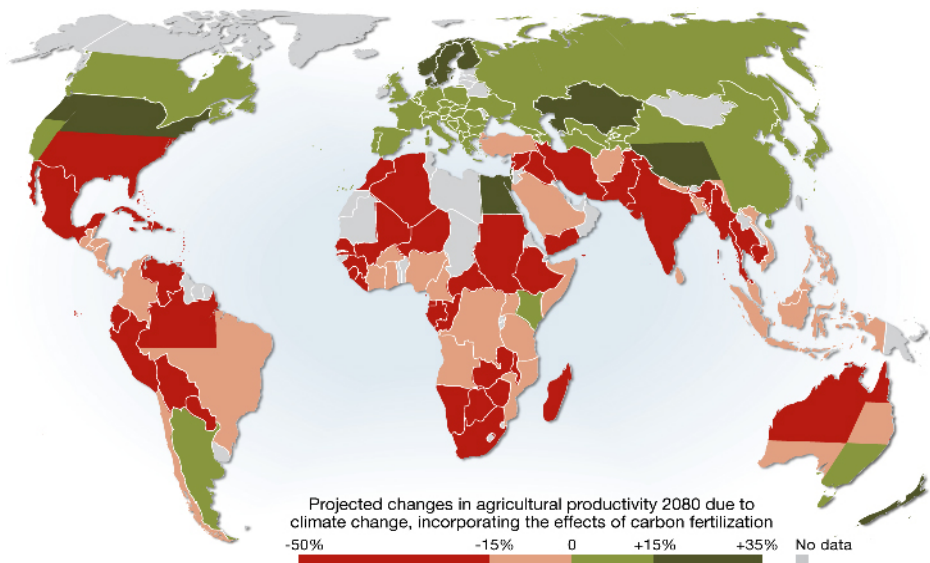 Projected changes in agricultural productivity 2080 due to
climate change, incorporating the effects of carbon fertilization
-50% -15% 0 +15% +35% No data